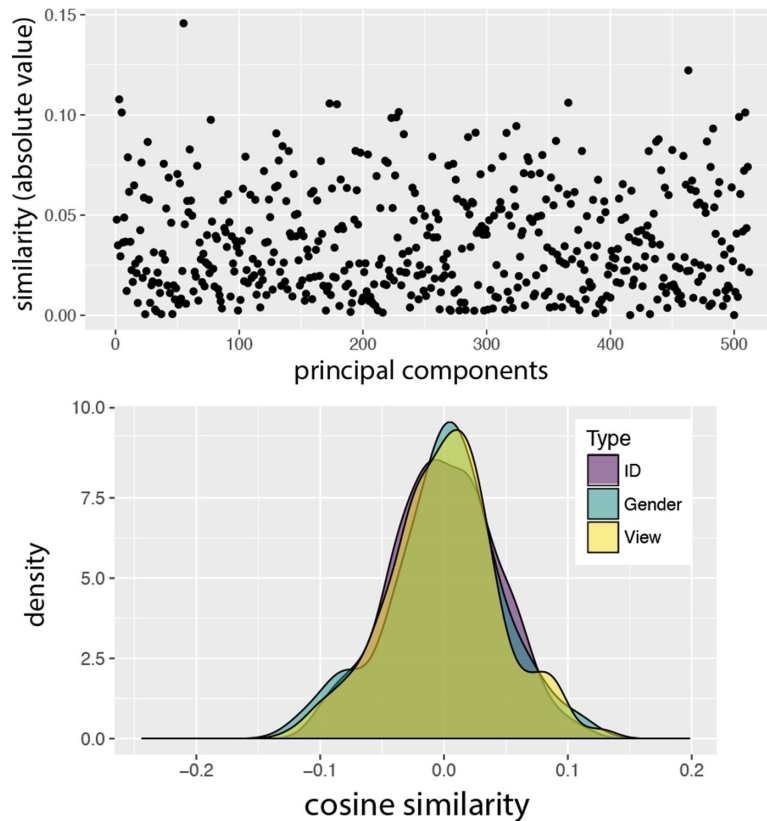 0.15
0.10
0.05
0.00
similarity (absolute value)
0 100 200 300 400 500
principal components
10.0
7.5
5.0
2.5
0.0
density
Type
ID
Gender
View
−0.2 −0.1 0.0 0.1 0.2
cosine similarity